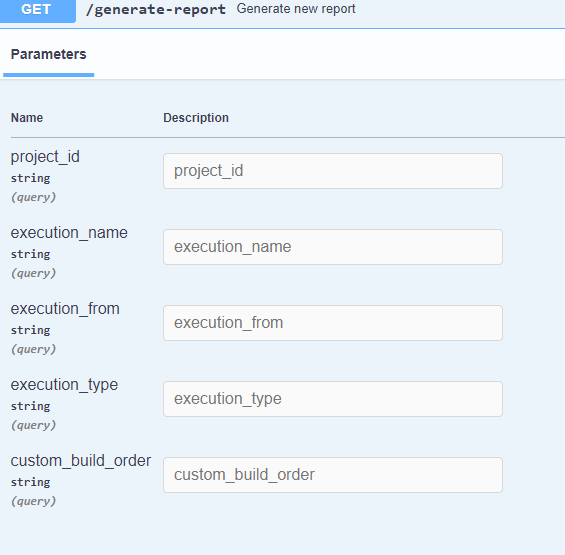 GET /generate-report Generate new report
Parameters
Name Description
project_id
string
(query)
project_id
execution_name
string
(query)
execution_name
execution_from
string
(query)
execution_from
execution_type
string
(query)
execution_type
custom_build_order
string
(query)
custom_build_order